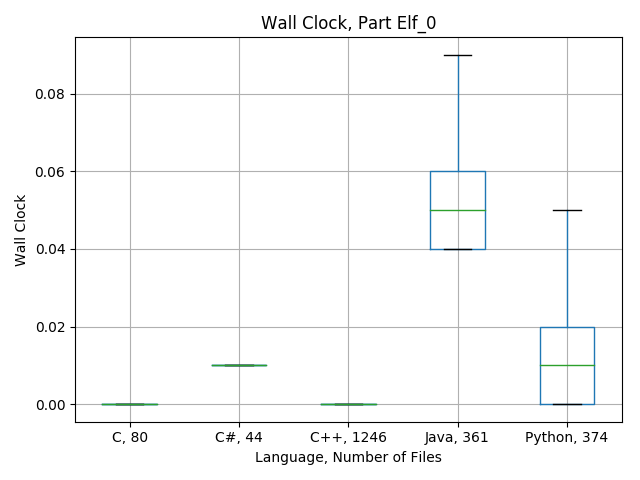 Wall Clock, Part Elf_0
Wall Clock
0.08
0.06
0.04
0.02
0.00
C, 80
C#, 44
C++, 1246
Java, 361
Python, 374
Language, Number of Files